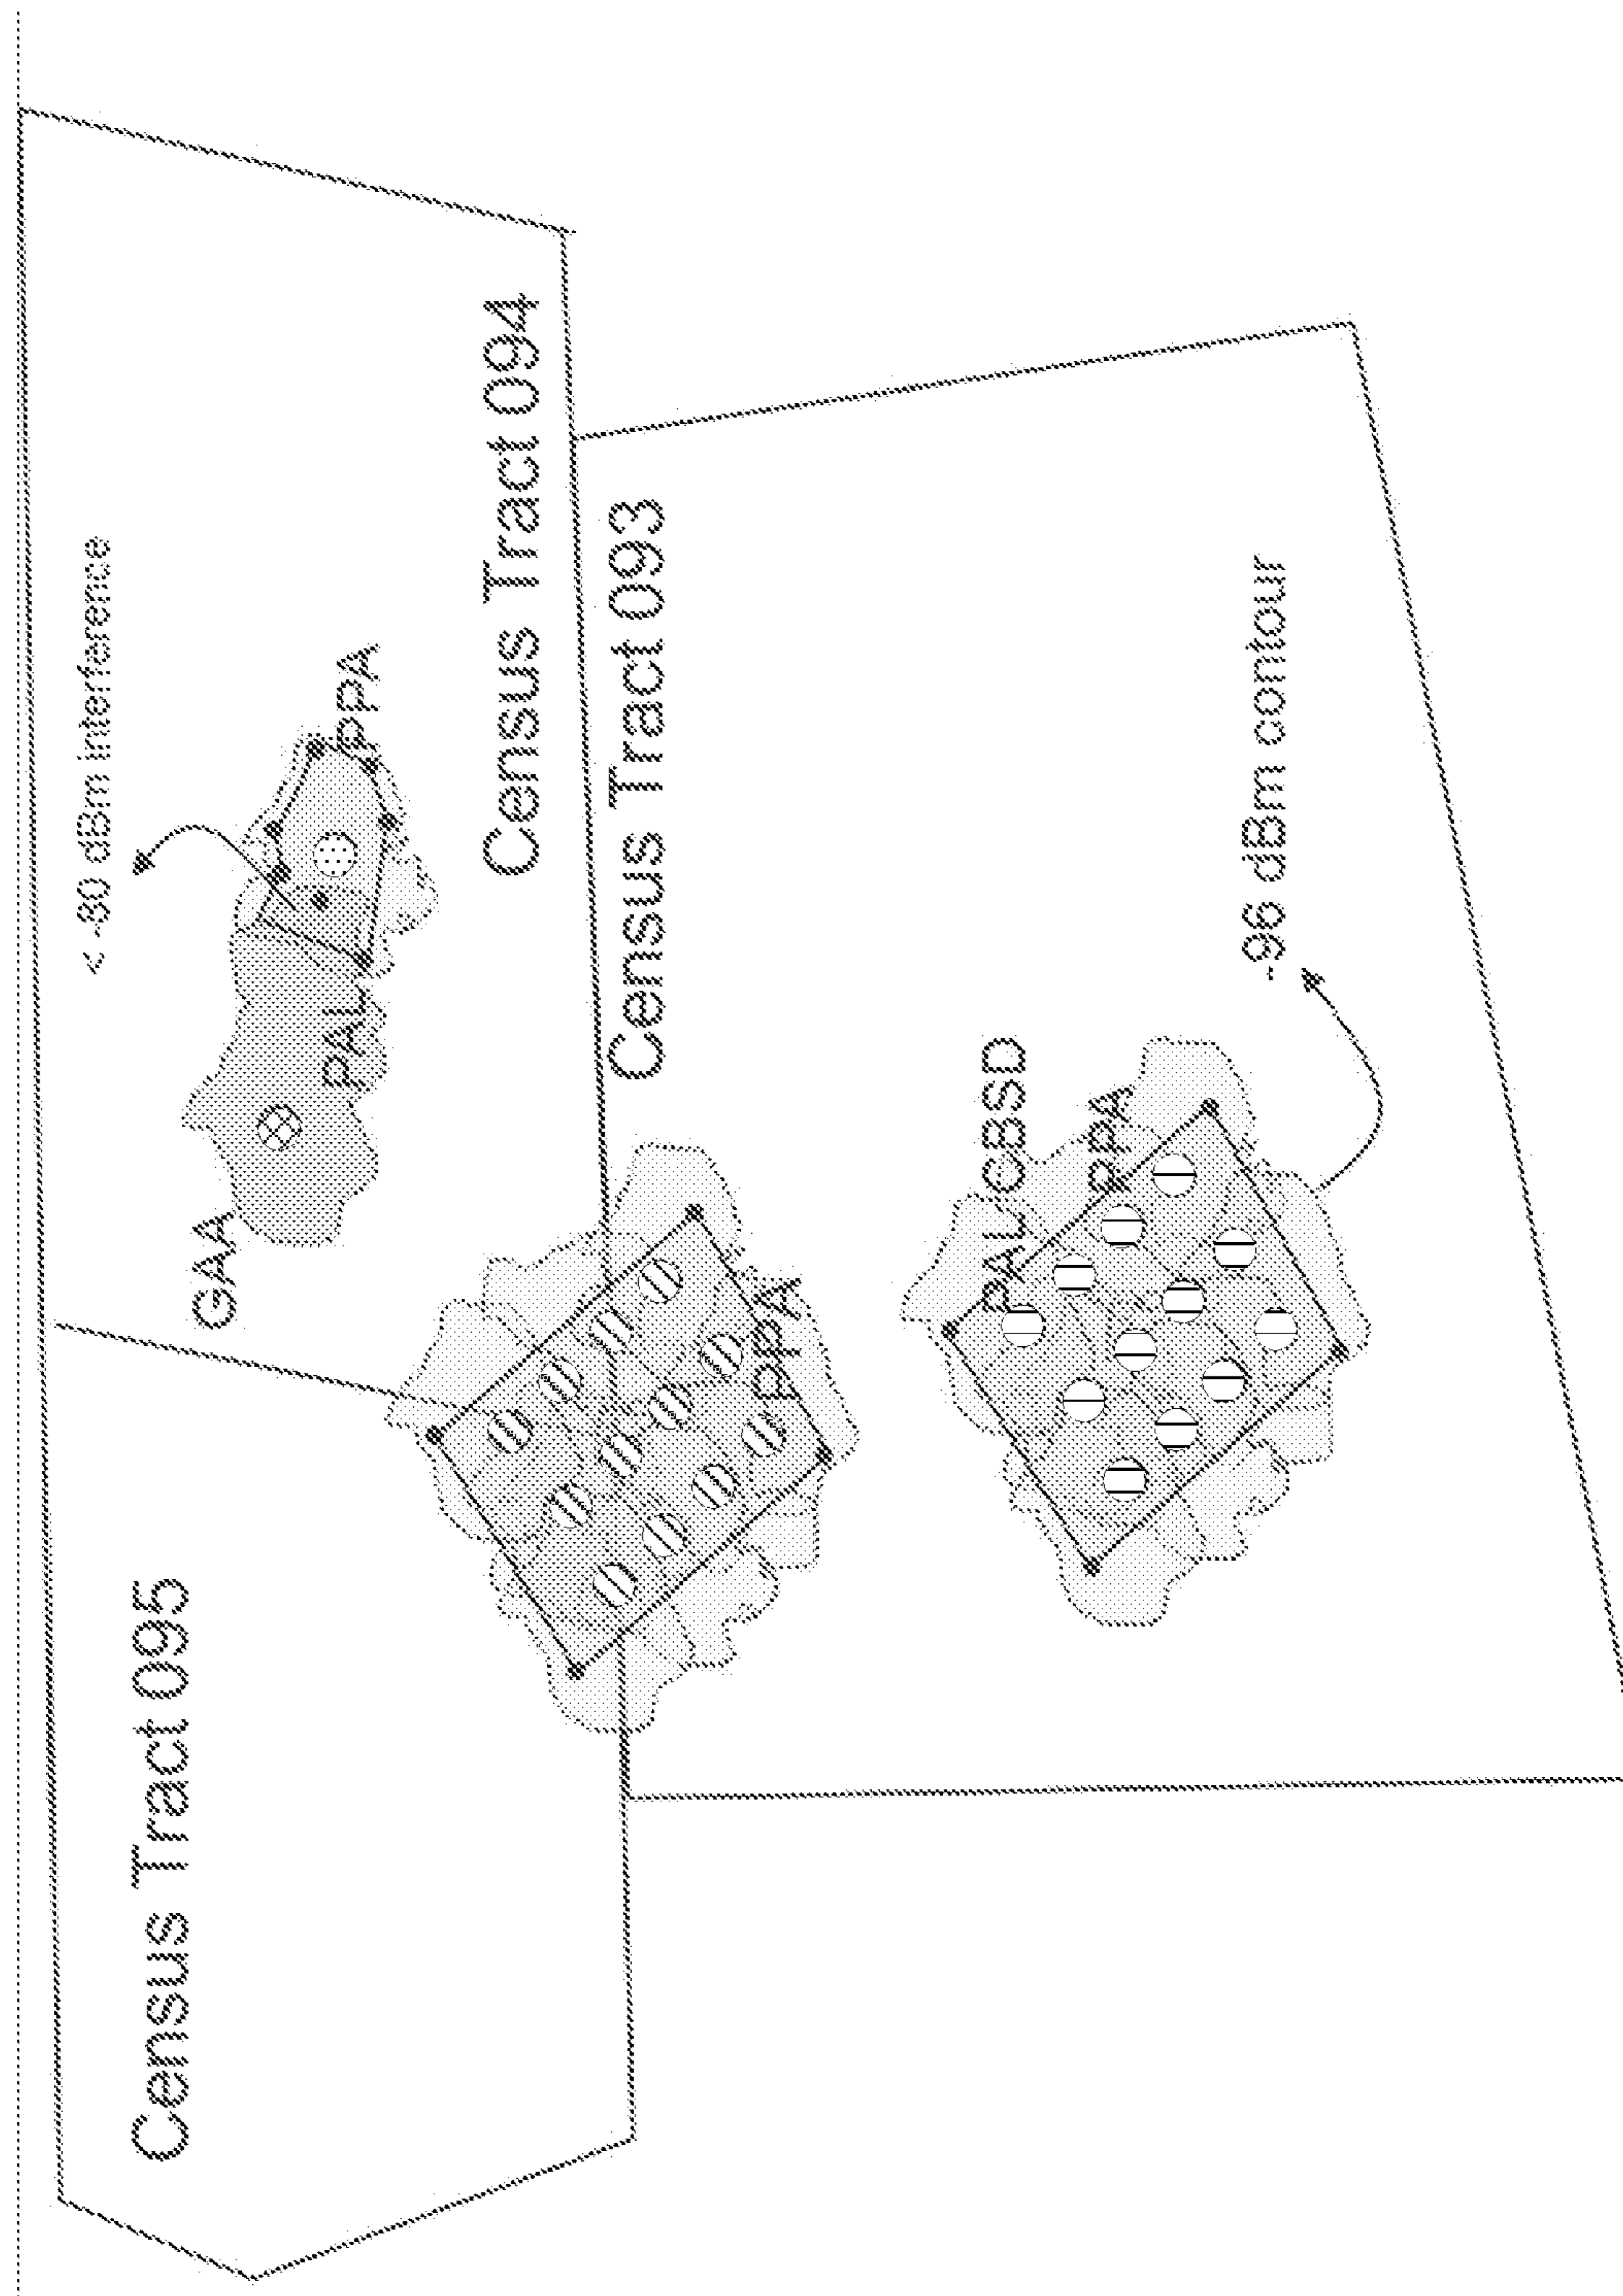 Census Tract 095
GAA
PAL
< -80 dBm interference
PPA
Census Tract 094
Census Tract 093
PPA
PAL CBSD
PPA
-96 dBm contour